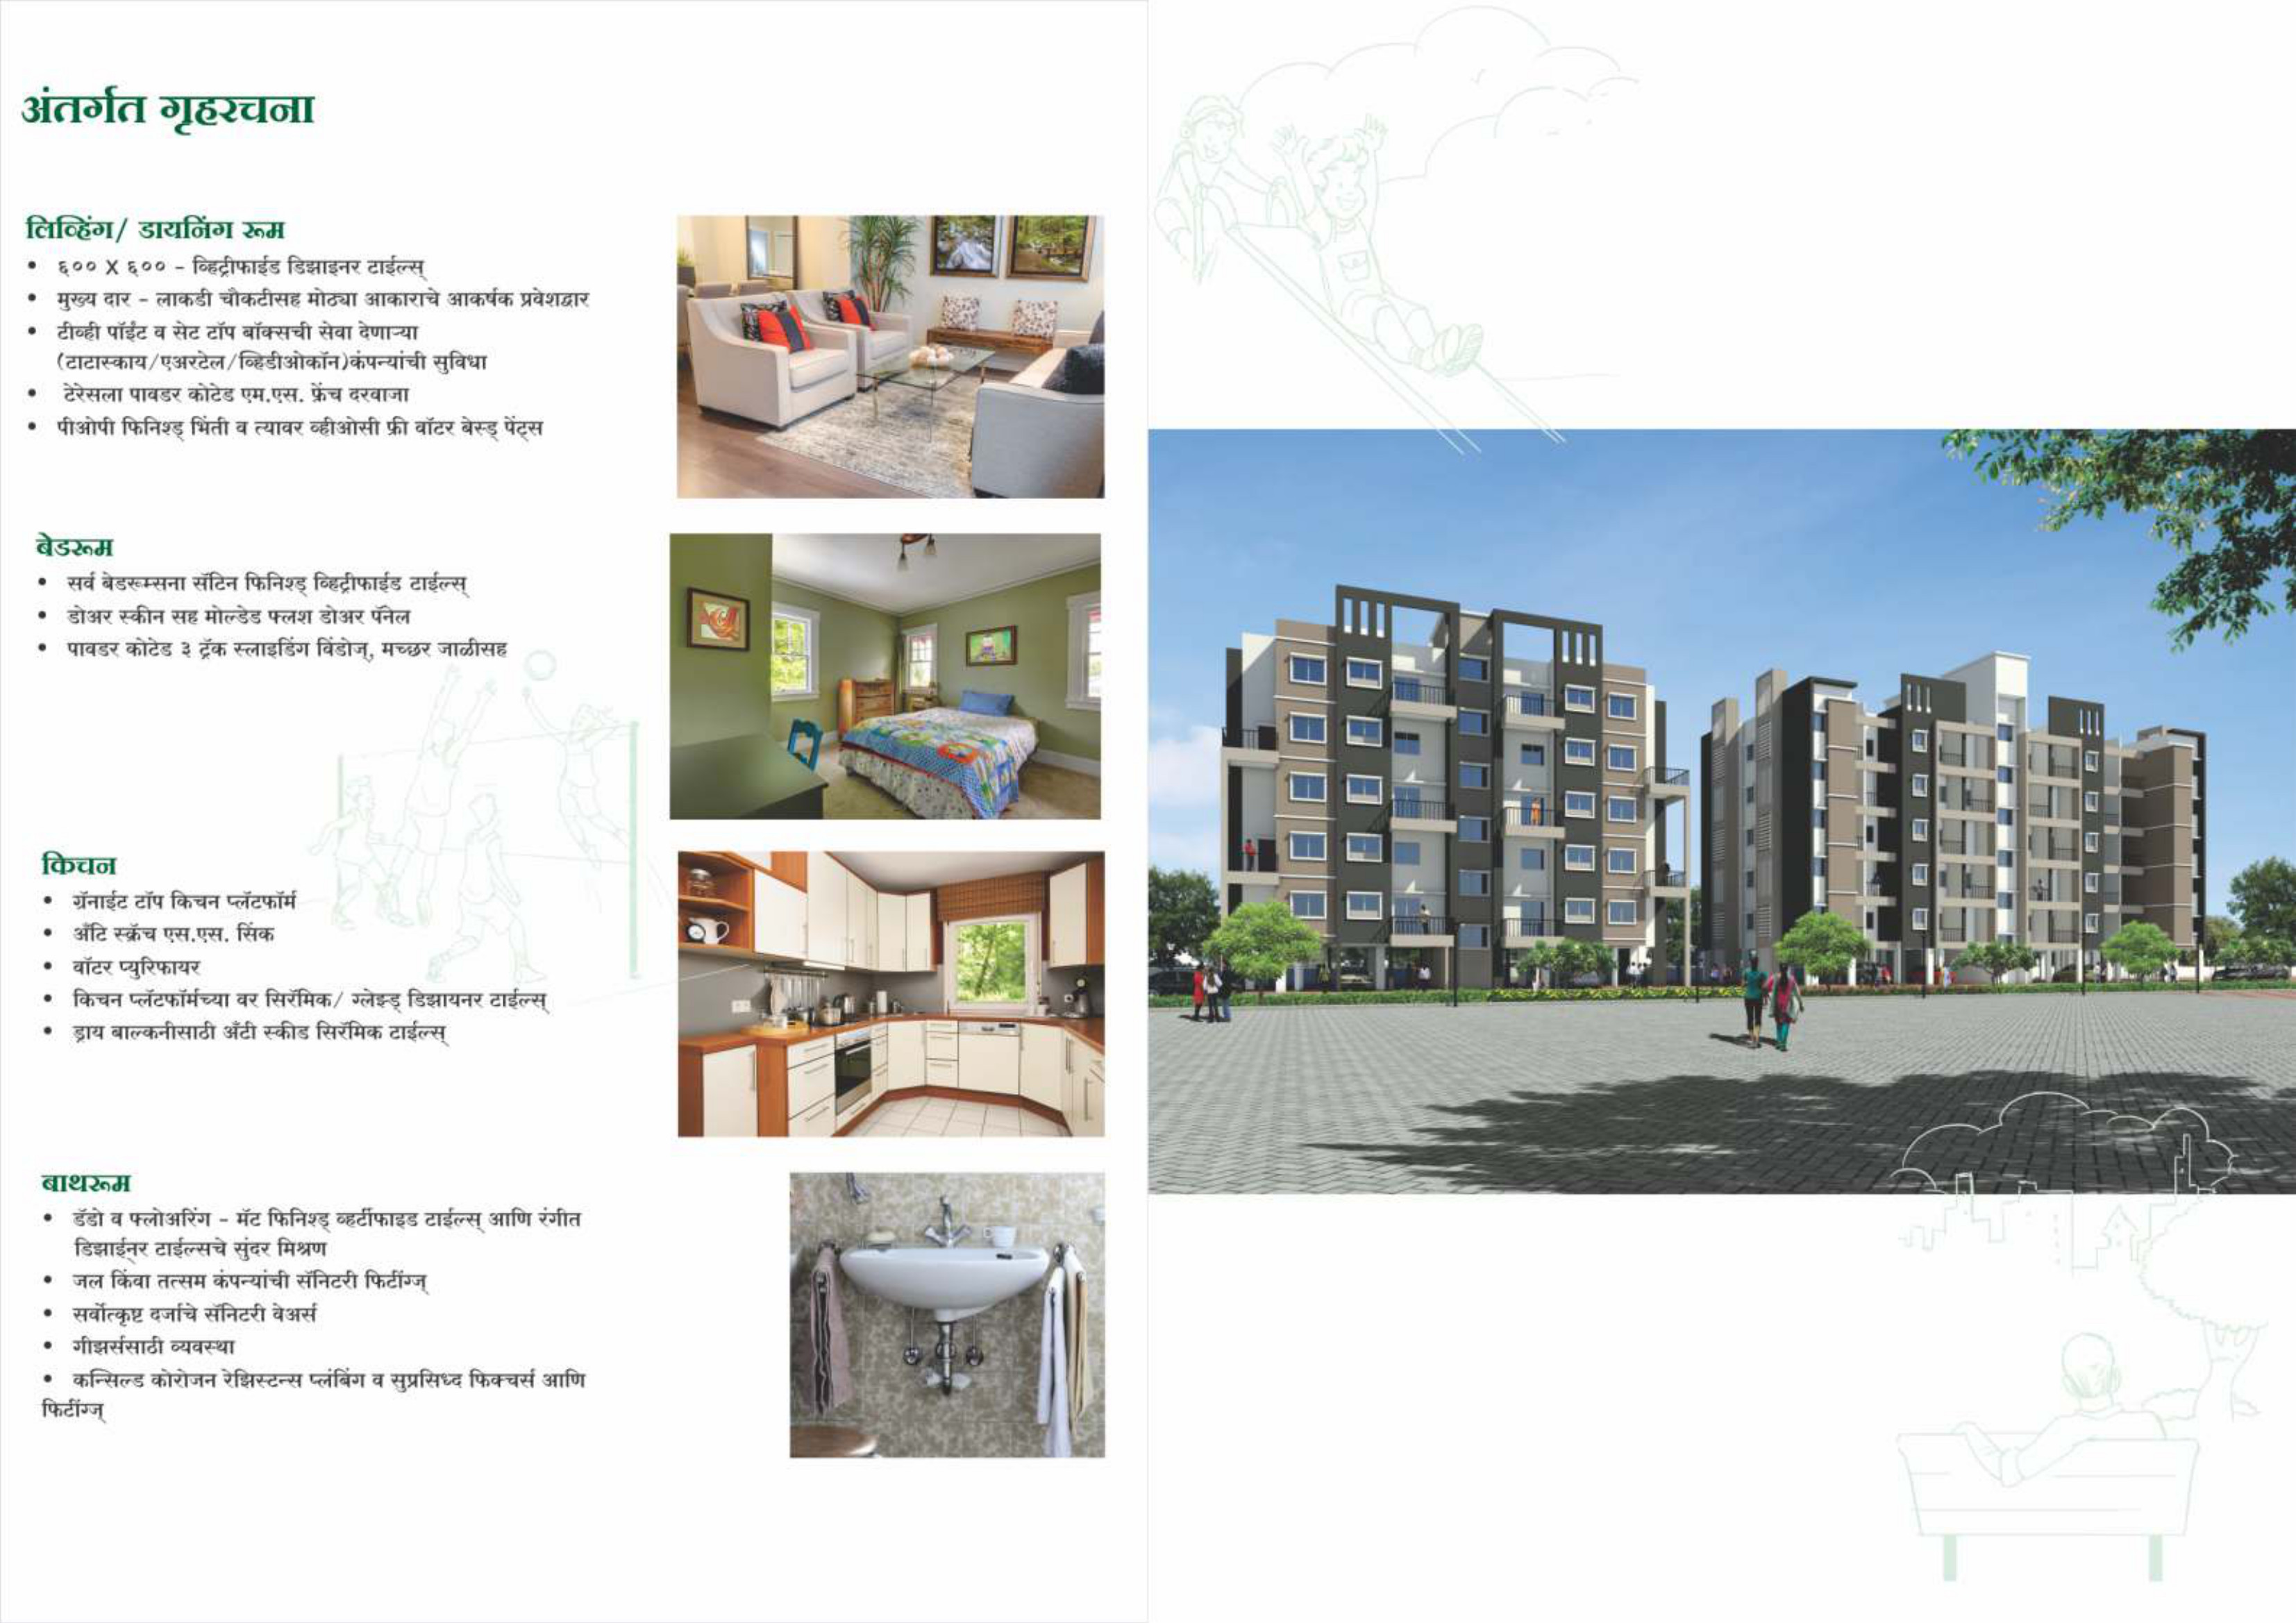 अंतर्गत गृहरचना
लिव्हिंग/ डायनिंग रूम
• ६०० X ६०० - व्हिट्रीफाईड डिझाइनर टाईल्स्
• मुख्य दार - लाकडी चौकटीसह मोठ्या आकाराचे आकर्षक प्रवेशद्वार
• टीव्ही पॉईंट व सेट टॉप बॉक्सची सेवा देणाऱ्या
(टाटास्काय/एअरटेल/व्हिडीओकॉन)कंपन्यांची सुविधा
• टेरेसला पावडर कोटेड एम.एस. फ्रेंच दरवाजा
• पीओपी फिनिश्ड् भिंती व त्यावर व्हीओसी फ्री वॉटर बेस्ड् पेंट्स
बेडरूम
• सर्व बेडरूम्सना सॅटिन फिनिश्ड् व्हिट्रीफाईड टाईल्स्
• डोअर स्कीन सह मोल्डेड फ्लश डोअर पॅनेल
• पावडर कोटेड ३ ट्रॅक स्लाइडिंग विंडोज्, मच्छर जाळीसह
किचन
• ग्रॅनाईट टॉप किचन प्लॅटफॉर्म
• अँटि स्क्रॅच एस.एस. सिंक
• वॉटर प्युरिफायर
• किचन प्लॅटफॉर्मच्या वर सिरॅमिक/ ग्लेझ्ड् डिझायनर टाईल्स्
• ड्राय बाल्कनीसाठी अँटी स्कीड सिरॅमिक टाईल्स्
बाथरूम
• डॅडो व फ्लोअरिंग - मॅट फिनिश्ड् व्हर्टीफाइड टाईल्स् आणि रंगीत
डिझाईनर टाईल्सचे सुंदर मिश्रण
• जल किंवा तत्सम कंपन्यांची सॅनिटरी फिटींग्ज्
• सर्वोत्कृष्ट दर्जाचे सॅनिटरी वेअर्स
• गीझर्ससाठी व्यवस्था
• कन्सिल्ड कोरोजन रेझिस्टन्स प्लंबिंग व सुप्रसिध्द फिक्चर्स आणि
फिटींग्ज्